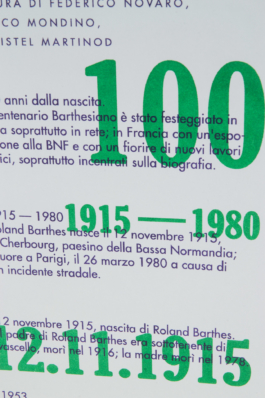 URA DI FEDERICO NOVARO,
CO MONDINO,
ISTEL MARTINOD
100
anni dalla nascita.
entenario Barthesiano è stato festeggiato in
a soprattutto in rete; in Francia con un'espo-
one alla BNF e con un fiorire di nuovi lavori
ici, soprattutto incentrati sulla biografia.
915 — 1980
1915 — 1980
oland Barthes nasce il 12 novembre 1915,
Cherbourg, paesino della Bassa Normandia;
uore a Parigi, il 26 marzo 1980 a causa di
n incidente stradale.
2 novembre 1915, nascita di Roland Barthes.
l padre di Roland Barthes era sottotenente di
vascello, morì nel 1916; la madre morì nel 1978
12.11.1915
1953